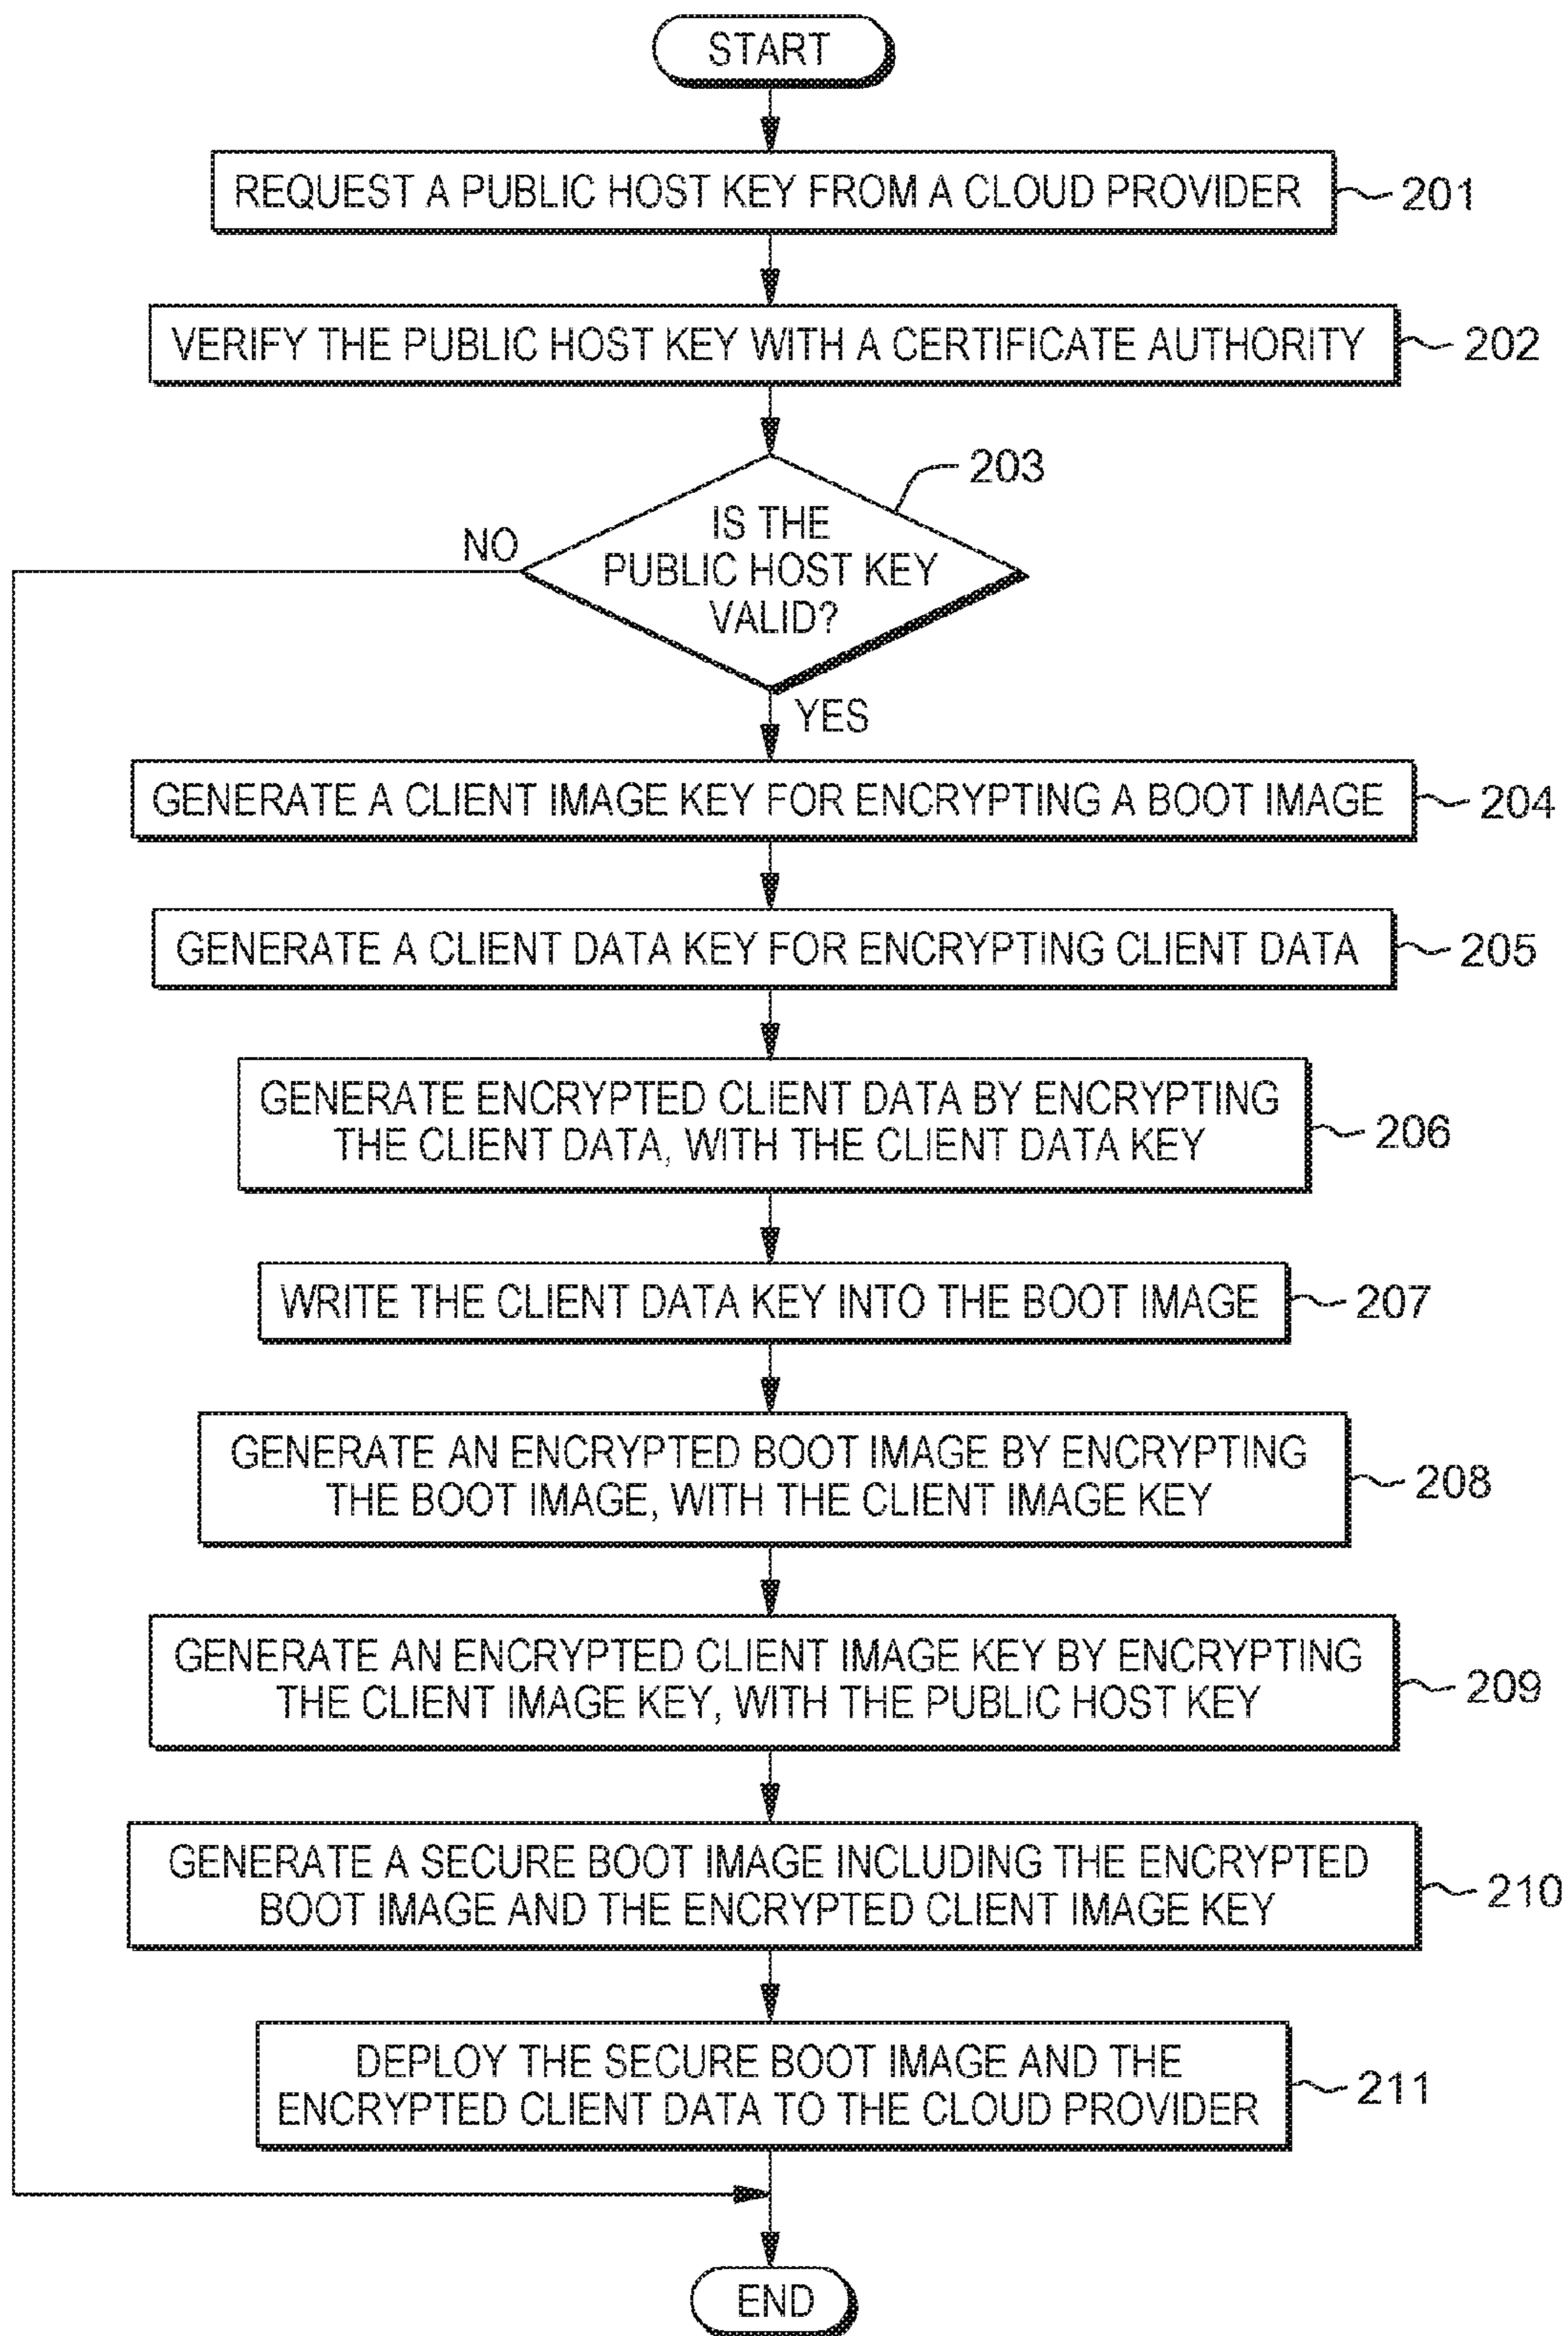 START
REQUEST A PUBLIC HOST KEY FROM A CLOUD PROVIDER
201
VERIFY THE PUBLIC HOST KEY WITH A CERTIFICATE AUTHORITY
202
203
IS THE
PUBLIC HOST KEY
VALID?
NO
YES
GENERATE A CLIENT IMAGE KEY FOR ENCRYPTING A BOOT IMAGE
204
GENERATE A CLIENT DATA KEY FOR ENCRYPTING CLIENT DATA
205
GENERATE ENCRYPTED CLIENT DATA BY ENCRYPTING
THE CLIENT DATA, WITH THE CLIENT DATA KEY
206
WRITE THE CLIENT DATA KEY INTO THE BOOT IMAGE
207
GENERATE AN ENCRYPTED BOOT IMAGE BY ENCRYPTING
THE BOOT IMAGE, WITH THE CLIENT IMAGE KEY
208
GENERATE AN ENCRYPTED CLIENT IMAGE KEY BY ENCRYPTING
THE CLIENT IMAGE KEY, WITH THE PUBLIC HOST KEY
209
GENERATE A SECURE BOOT IMAGE INCLUDING THE ENCRYPTED
BOOT IMAGE AND THE ENCRYPTED CLIENT IMAGE KEY
210
DEPLOY THE SECURE BOOT IMAGE AND THE
ENCRYPTED CLIENT DATA TO THE CLOUD PROVIDER
211
END